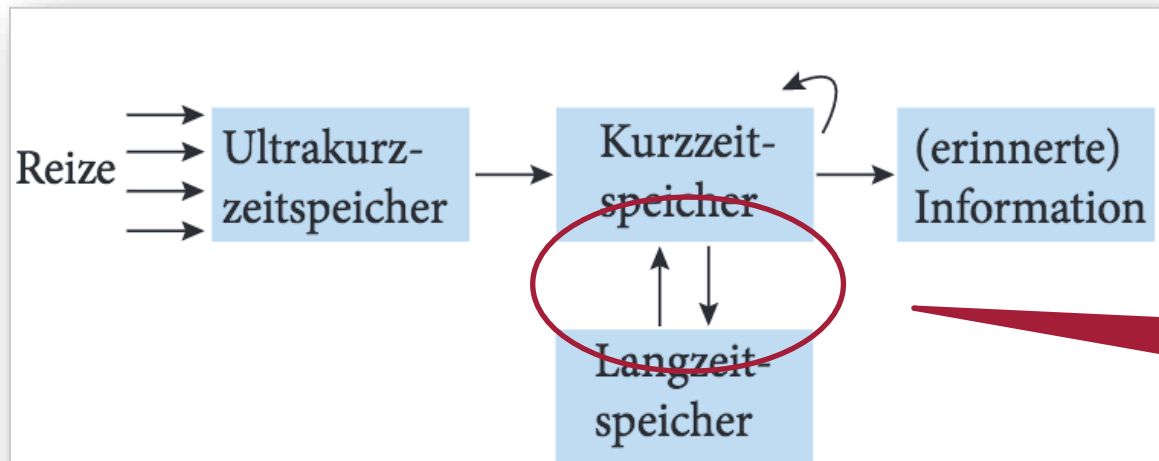 Reize
Ultrakurz-
zeitspeicher
Kurzzeit-
speicher
(erinnerte)
Information
Langzeit-
speicher